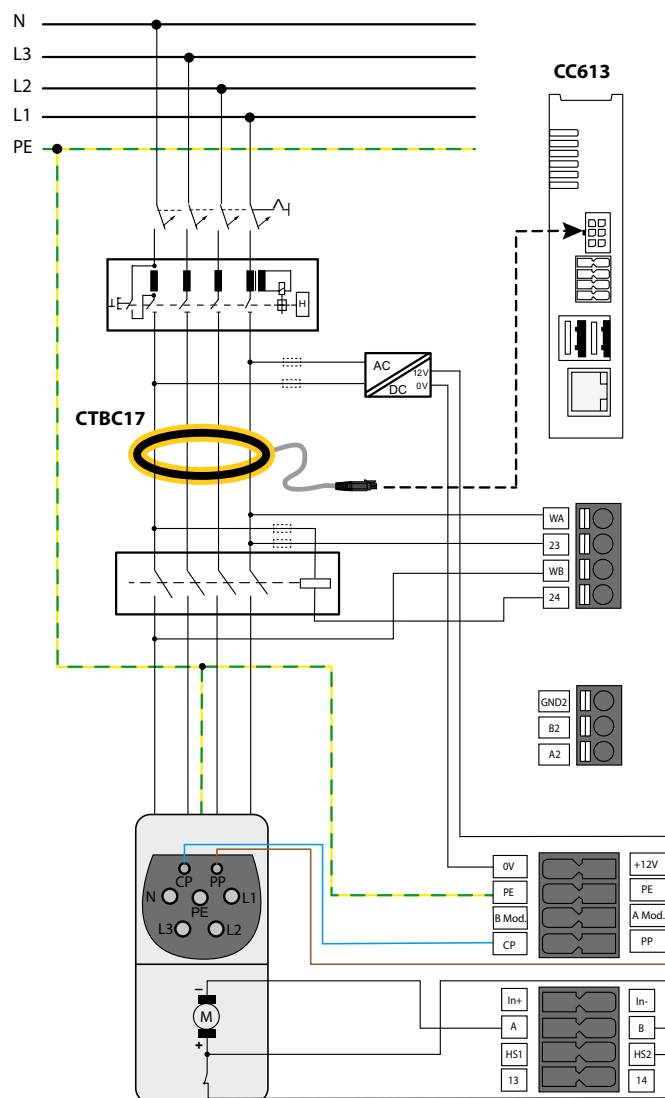 N
L3
L2
L1
PE
CC613
H
AC
DC
12V
0V
CTBC17
WA
23
WB
24
GND2
B2
A2
CP
PP
N
L1
PE
L3
L2
0V
+12V
PE
PE
B Mod.
A Mod.
CP
PP
–
M
+
In+
In-
A
B
HS1
HS2
13
14